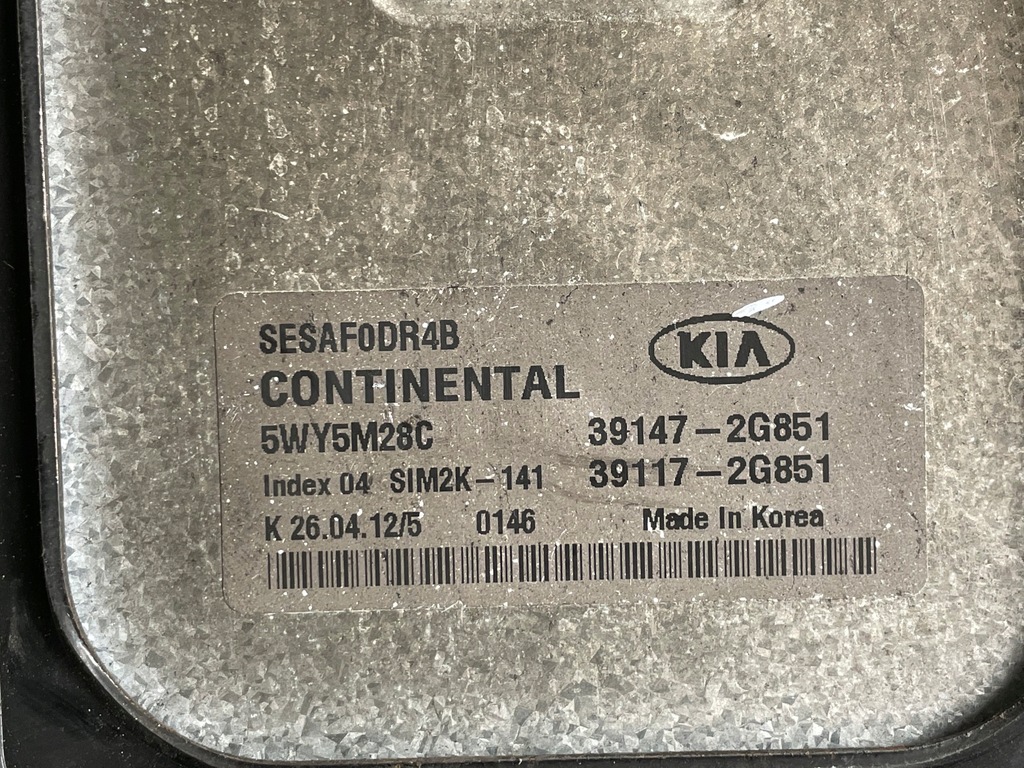 SESAF0DR4B
KIA
CONTINENTAL
5WY5M28C 39147-2G851
Index 04 SIM2K-141 39117-2G851
K 26.04.12/5 0146 Made In Korea